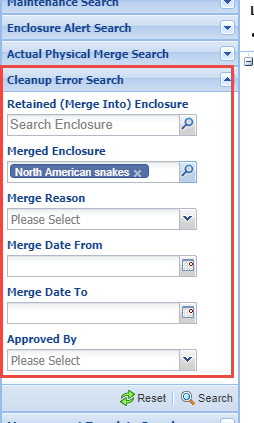 Maintenance Search
Enclosure Alert Search
Actual Physical Merge Search
Cleanup Error Search
Retained (Merge Into) Enclosure
Search Enclosure
Merged Enclosure
North American snakes x
Merge Reason
Please Select
Merge Date From
Merge Date To
Approved By
Please Select
Reset Search